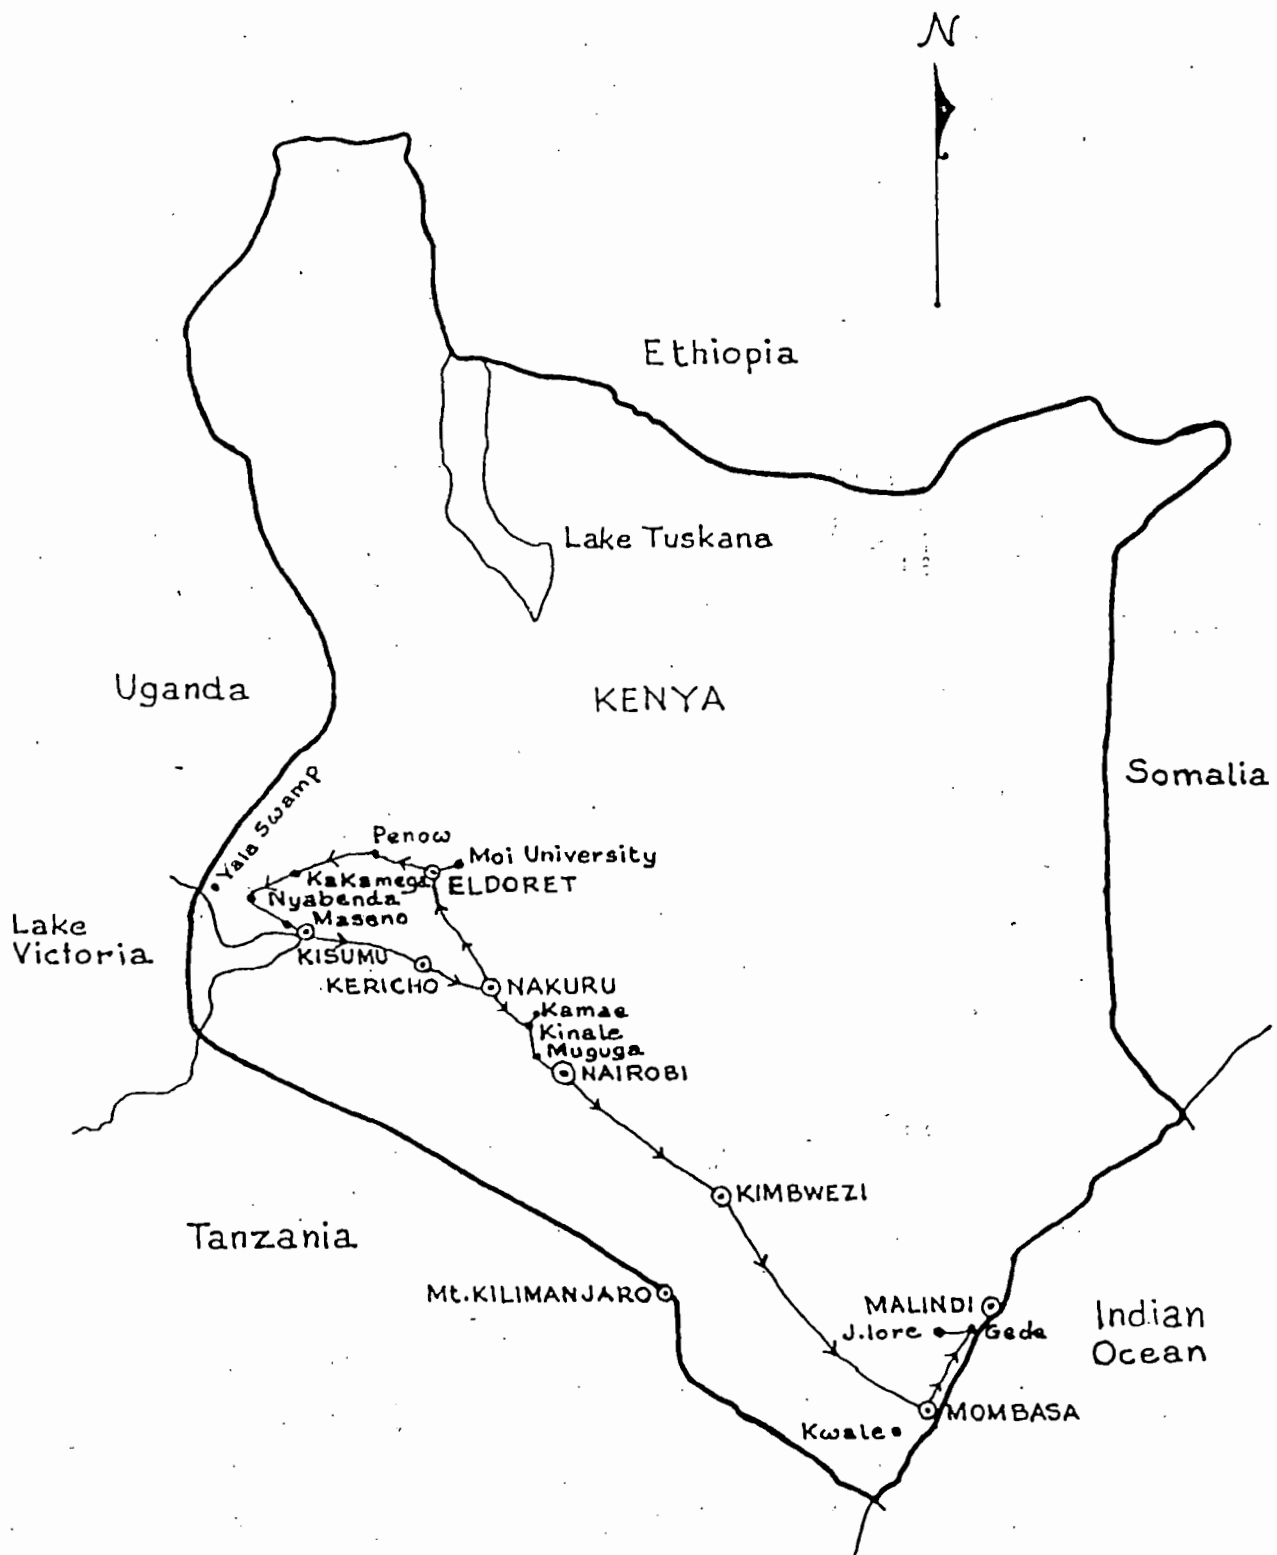 N
Ethiopia
Lake Tuskana
Uganda
KENYA
Somalia
Yala Swamp
Penow
Moi University
KaKamega
ELDORET
Nyabenda
Maseno
Lake
Victoria
KISUMU
KERICHO
NAKURU
Kamae
Kinale
Muguga
NAIROBI
KIMBWEZI
Tanzania
Mt.KILIMANJARO
MALINDI
J.lore
Gede
Indian
Ocean
MOMBASA
Kwale